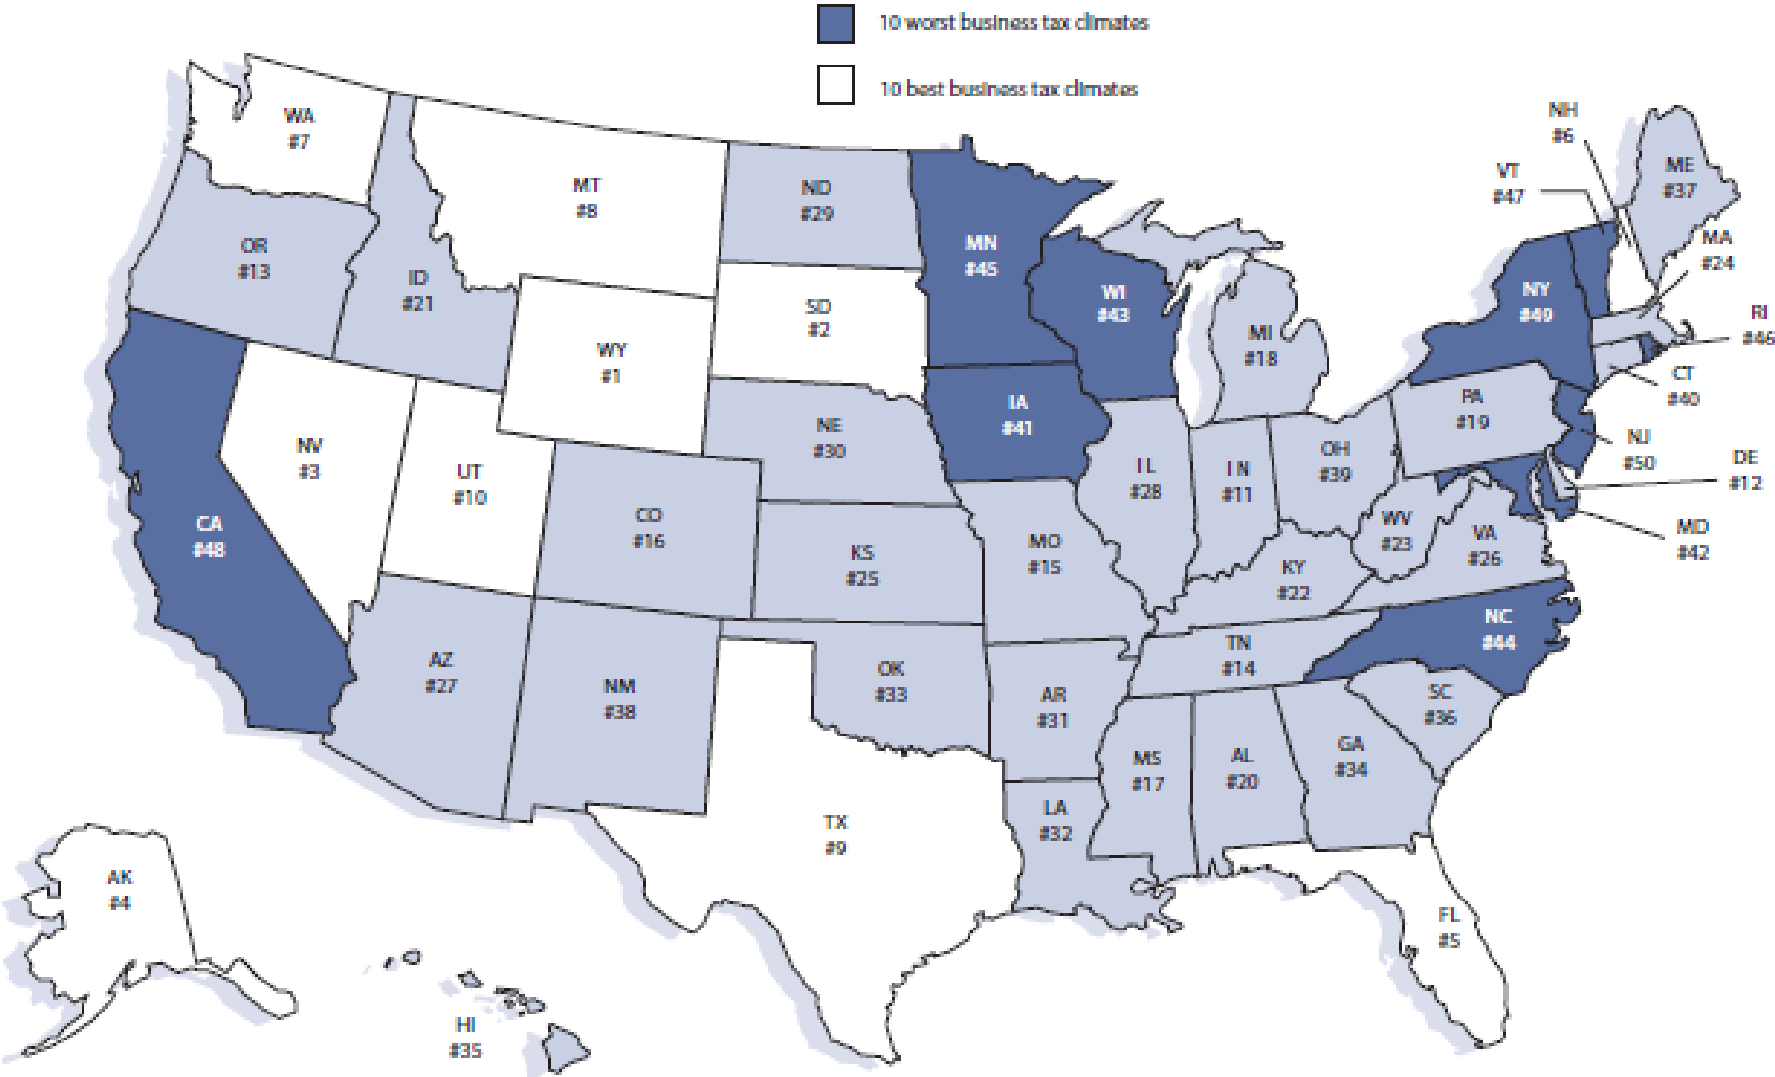 10 worst business tax climates
10 best business tax climates
WA
#7
MT
#8
ND
#29
MN
#45
NH
#6
VT
#47
ME
#37
MA
#24
OR
#13
ID
#21
WY
#1
SD
#2
WI
#43
MI
#18
NY
#49
RI
#46
CT
#40
PA
#19
NJ
#50
DE
#12
MD
#42
CA
#48
NV
#3
UT
#10
CO
#16
NE
#30
IA
#41
KS
#25
MO
#15
IL
#28
IN
#11
OH
#39
WV
#23
VA
#26
KY
#22
NC
#44
TN
#14
SC
#36
AZ
#27
NM
#38
OK
#33
AR
#31
MS
#17
AL
#20
GA
#34
TX
#9
LA
#32
FL
#5
AK
#4
HI
#35